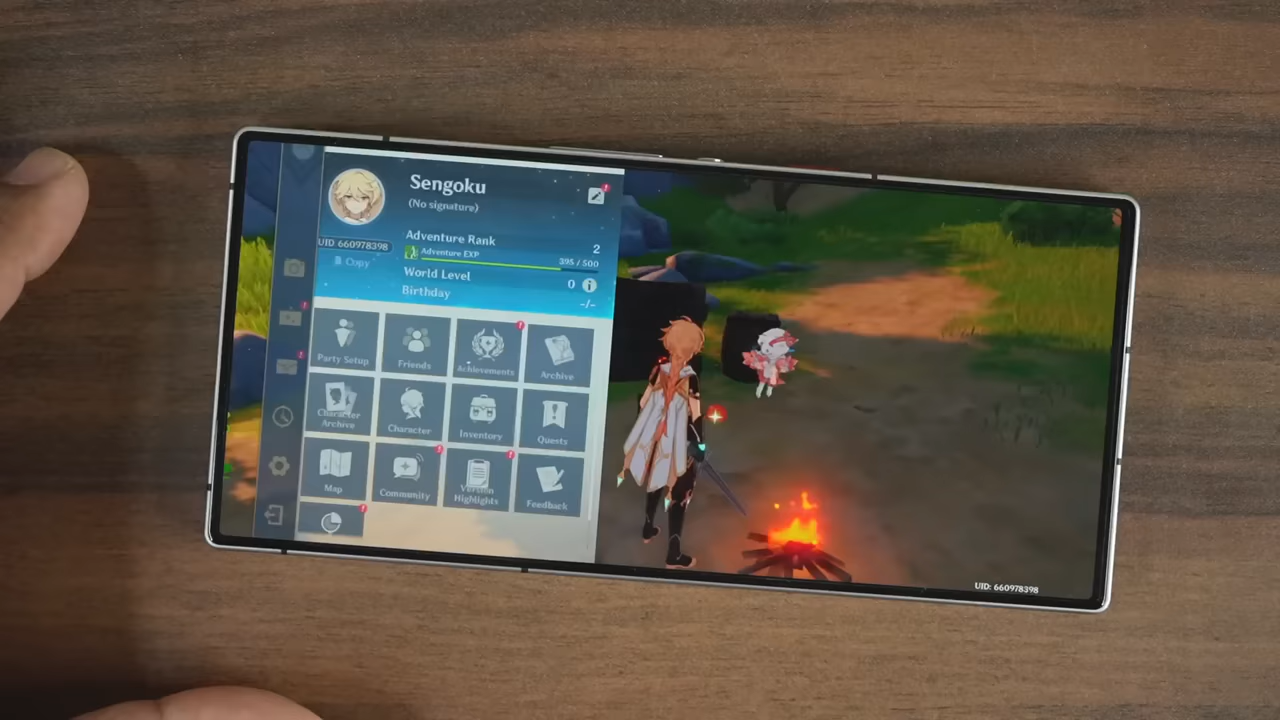 Sengoku
(No signature)
UID 660978398
Copy
Adventure Rank 2
Adventure EXP 395 / 500
World Level 0
Birthday -/-
Party Setup
Friends
Achievements
Archive
Character Archive
Character
Inventory
Quests
Map
Community
Version Highlights
Feedback
UID: 660978398